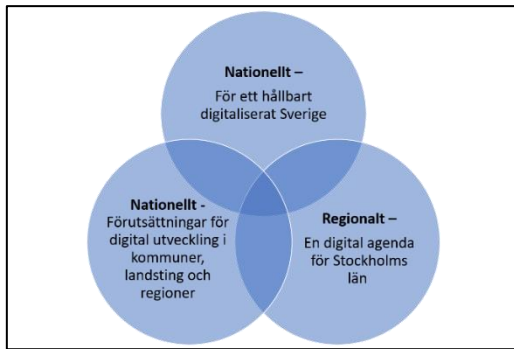 Nationellt –
För ett hållbart
digitaliserat Sverige
Nationellt -
Förutsättningar för
digital utveckling i
kommuner,
landsting och
regioner
Regionalt –
En digital agenda
för Stockholms
län